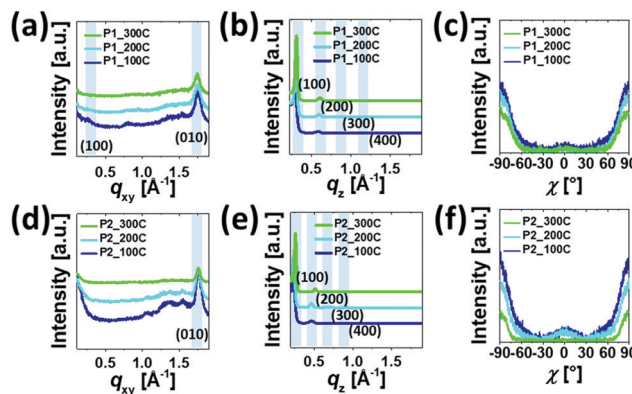 (a)
Intensity [a.u.]
P1_300C
P1_200C
P1_100C
(100)
(010)
0.5 1.0 1.5
qxy [Å-1]
(b)
Intensity [a.u.]
P1_300C
P1_200C
P1_100C
(100)
(200)
(300)
(400)
0.5 1.0 1.5
qz [Å-1]
(c)
Intensity [a.u.]
P1_300C
P1_200C
P1_100C
-90 -60 -30 0 30 60 90
χ [°]
(d)
Intensity [a.u.]
P2_300C
P2_200C
P2_100C
(010)
0.5 1.0 1.5
qxy [Å-1]
(e)
Intensity [a.u.]
P2_300C
P2_200C
P2_100C
(100)
(200)
(300)
(400)
0.5 1.0 1.5
qz [Å-1]
(f)
Intensity [a.u.]
P2_300C
P2_200C
P2_100C
-90 -60 -30 0 30 60 90
χ [°]